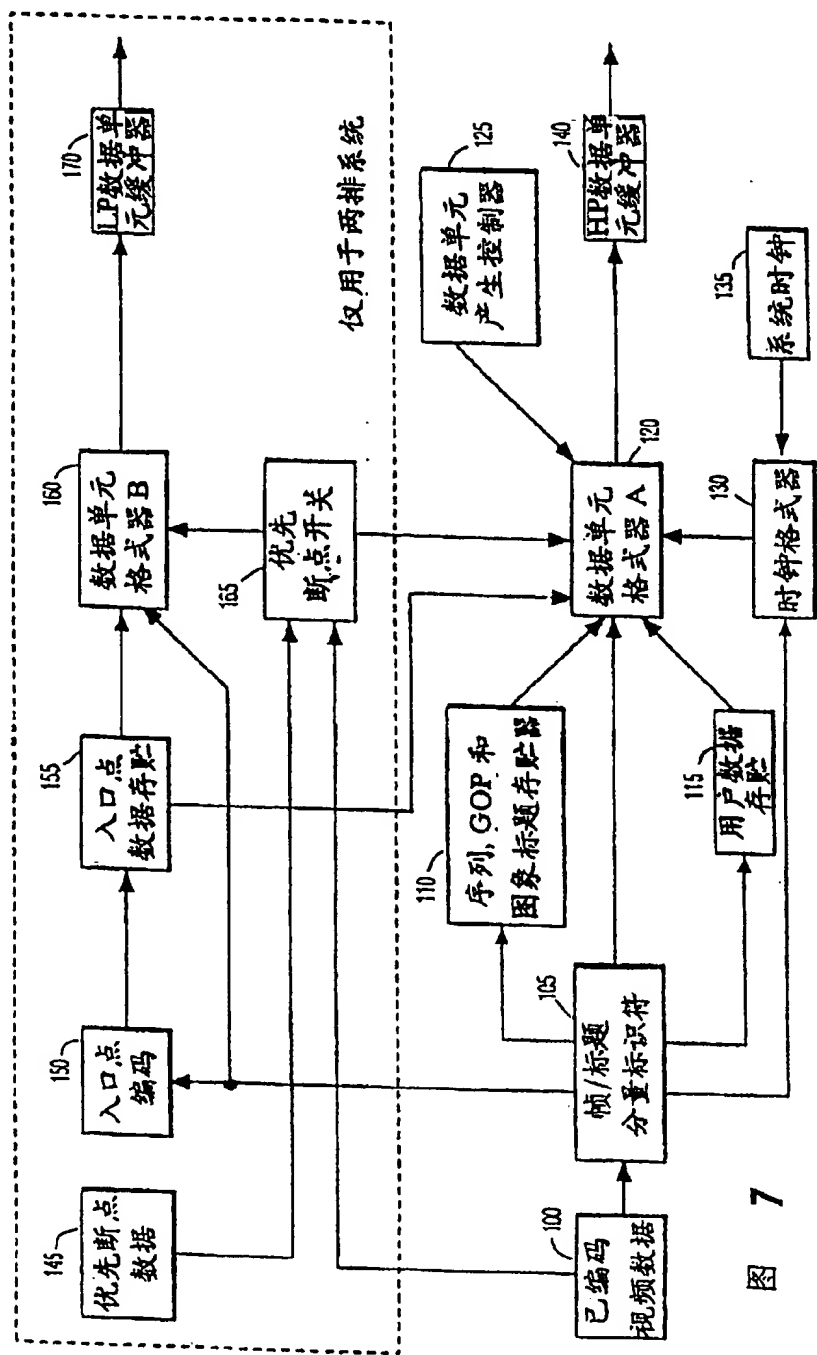 145
优先断点
数据
150
入口点
编码
155
入口点
数据存贮
160
数据单元
格式器 B
165
优先
断点开关
170
LP数据单
元缓冲器
仅用于两排系统
100
已编码
视频数据
105
帧/标题
分量标识符
110
序列, GOP 和
图象标题存贮器
115
用户数据
存贮
120
数据单元
格式器 A
125
数据单元
产生控制器
130
时钟格式器
135
系统时钟
140
HP数据单
元缓冲器
图 7